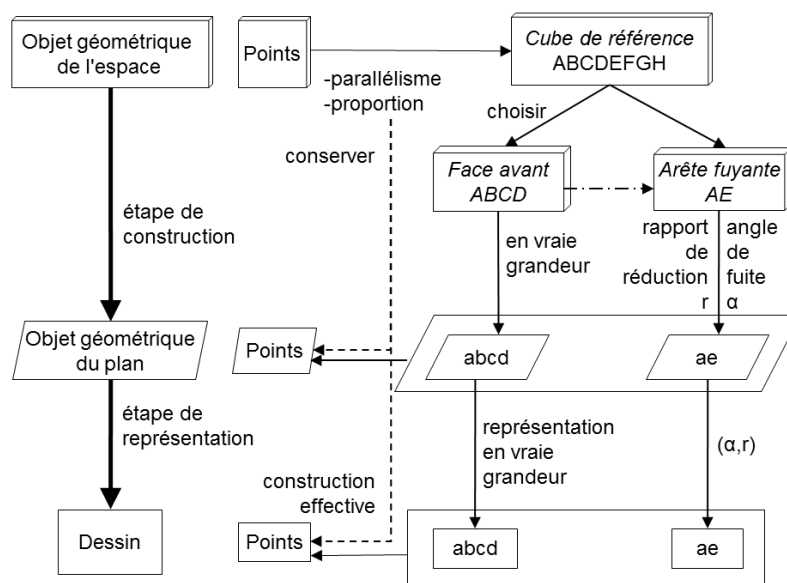 Objet géométrique
de l'espace
Points
Cube de référence
ABCDEFGH
-parallélisme
-proportion
choisir
conserver
Face avant
ABCD
Arête fuyante
AE
étape de
construction
en vraie
grandeur
rapport
de
réduction
r
angle
de
fuite
α
Objet géométrique
du plan
Points
abcd
ae
étape de
représentation
représentation
en vraie
grandeur
(α,r)
construction
effective
Dessin
Points
abcd
ae